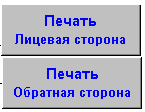 Печать
Лицевая сторона
Печать
Обратная сторона